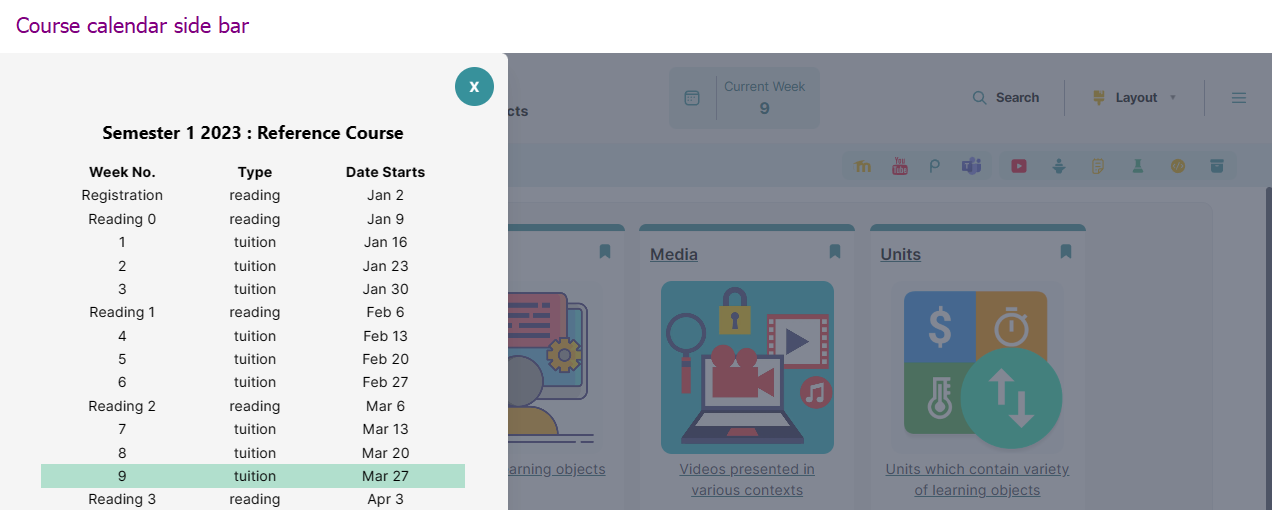 Course calendar side bar
x
Semester 1 2023 : Reference Course
Week No. Type Date Starts
Registration reading Jan 2
Reading 0 reading Jan 9
1 tuition Jan 16
2 tuition Jan 23
3 tuition Jan 30
Reading 1 reading Feb 6
4 tuition Feb 13
5 tuition Feb 20
6 tuition Feb 27
Reading 2 reading Mar 6
7 tuition Mar 13
8 tuition Mar 20
9 tuition Mar 27
Reading 3 reading Apr 3
cts
Current Week
9
Search
Layout
You
Tube
Media
Videos presented in
various contexts
Units
$
Units which contain variety
of learning objects
arning objects